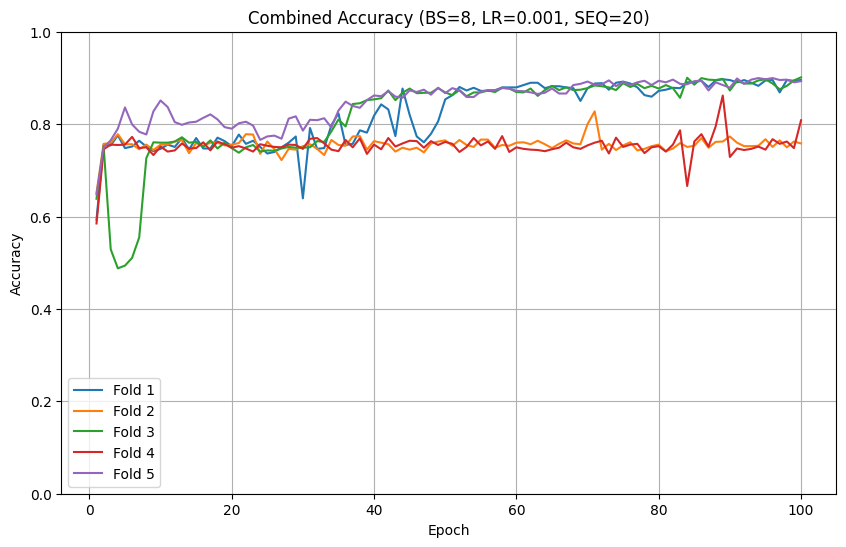 Combined Accuracy (BS=8, LR=0.001, SEQ=20)
Accuracy
1.0
0.8
0.6
0.4
0.2
0.0
Fold 1
Fold 2
Fold 3
Fold 4
Fold 5
0 20 40 60 80 100
Epoch